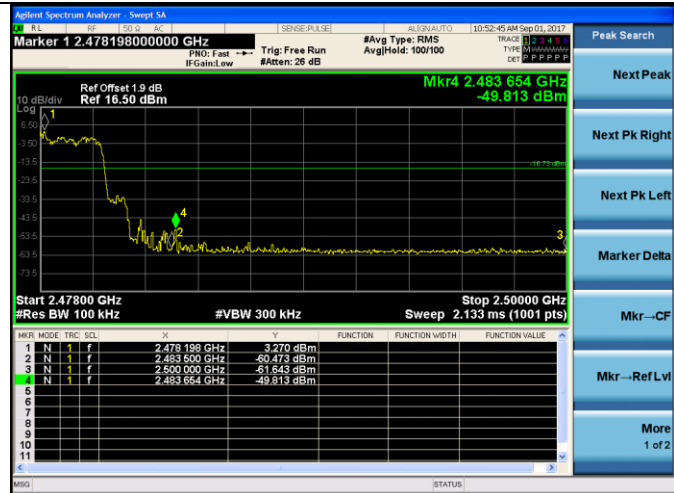 Agilent Spectrum Analyzer - Swept SA
RL RF 50 Ω AC SENSE:PULSE ALIGN AUTO 10:52:45 AM Sep 01, 2017
Marker 1 2.478198000000 GHz
PNO: Fast
IFGain:Low
Trig: Free Run
#Atten: 26 dB
#Avg Type: RMS
Avg|Hold: 100/100
TRACE 1 2 3 4 5 6
TYPE M
DET P P P P P P
Ref Offset 1.9 dB
Ref 16.50 dBm
10 dB/div
Log
Mkr4 2.483 654 GHz
-49.813 dBm
6.50
-3.50
-13.5
-23.5
-33.5
-43.5
-53.5
-63.5
-73.5
-16.73 dBm
1
4
2
3
Start 2.47800 GHz
#Res BW 100 kHz
#VBW 300 kHz
Stop 2.50000 GHz
Sweep 2.133 ms (1001 pts)
MKR MODE TRC SCL X Y FUNCTION FUNCTION WIDTH FUNCTION VALUE
1 N 1 f 2.478 198 GHz 3.270 dBm
2 N 1 f 2.483 500 GHz -60.473 dBm
3 N 1 f 2.500 000 GHz -61.643 dBm
4 N 1 f 2.483 654 GHz -49.813 dBm
5
6
7
8
9
10
11
MSG STATUS
Peak Search
Next Peak
Next Pk Right
Next Pk Left
Marker Delta
Mkr→CF
Mkr→Ref Lvl
More
1 of 2